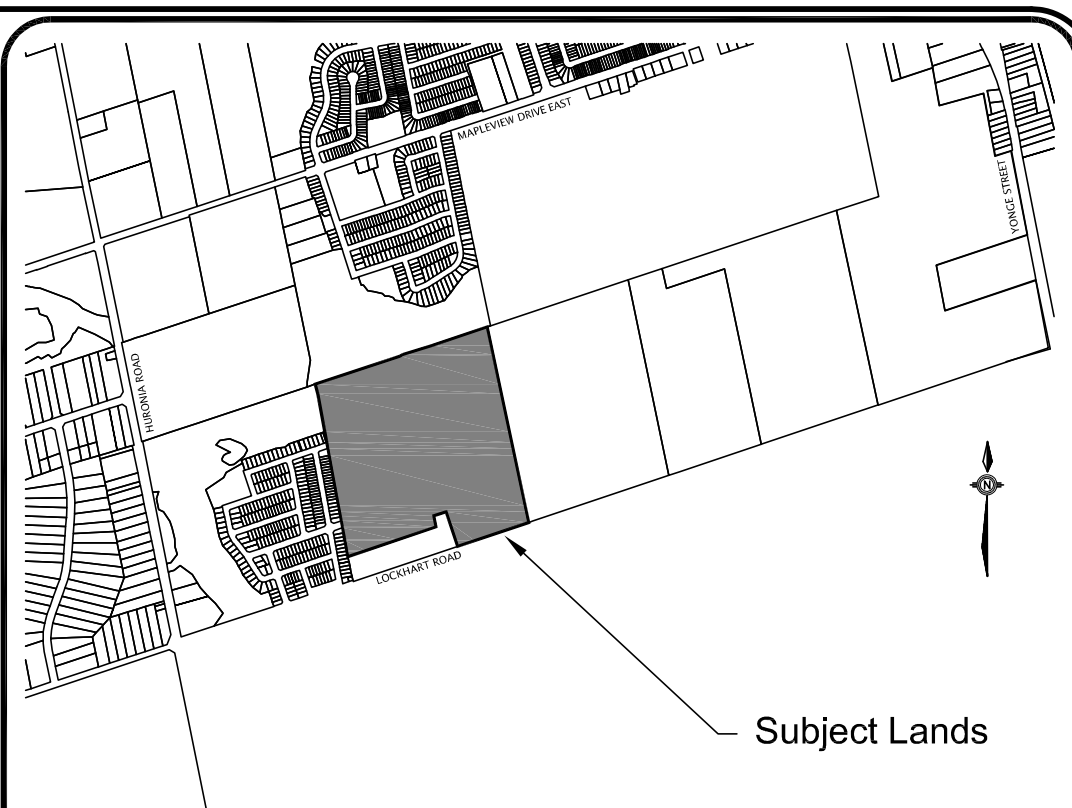 MAPLEVIEW DRIVE EAST
YONGE STREET
HURONIA ROAD
N
LOCKHART ROAD
Subject Lands